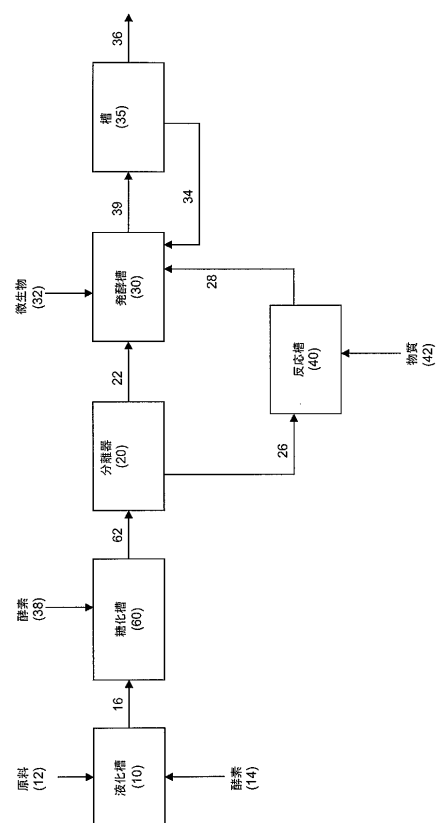 原料
(12)
液化槽
(10)
酵素
(14)
16
酵素
(38)
糖化槽
(60)
62
分離器
(20)
22
26
微生物
(32)
発酵槽
(30)
28
反応槽
(40)
物質
(42)
39
34
槽
(35)
36